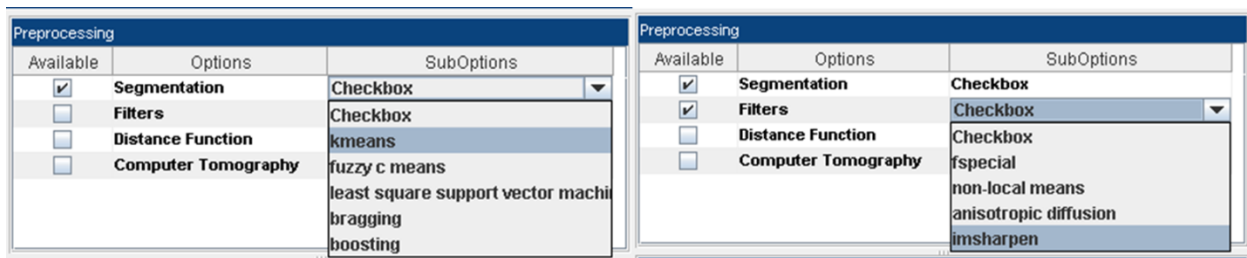 Preprocessing
Available Options SubOptions
Segmentation Checkbox
Filters Checkbox
Distance Function kmeans
Computer Tomography fuzzy c means
least square support vector machi
bragging
boosting
Preprocessing
Available Options SubOptions
Segmentation Checkbox
Filters Checkbox
Distance Function Checkbox
Computer Tomography fspecial
non-local means
anisotropic diffusion
imsharpen